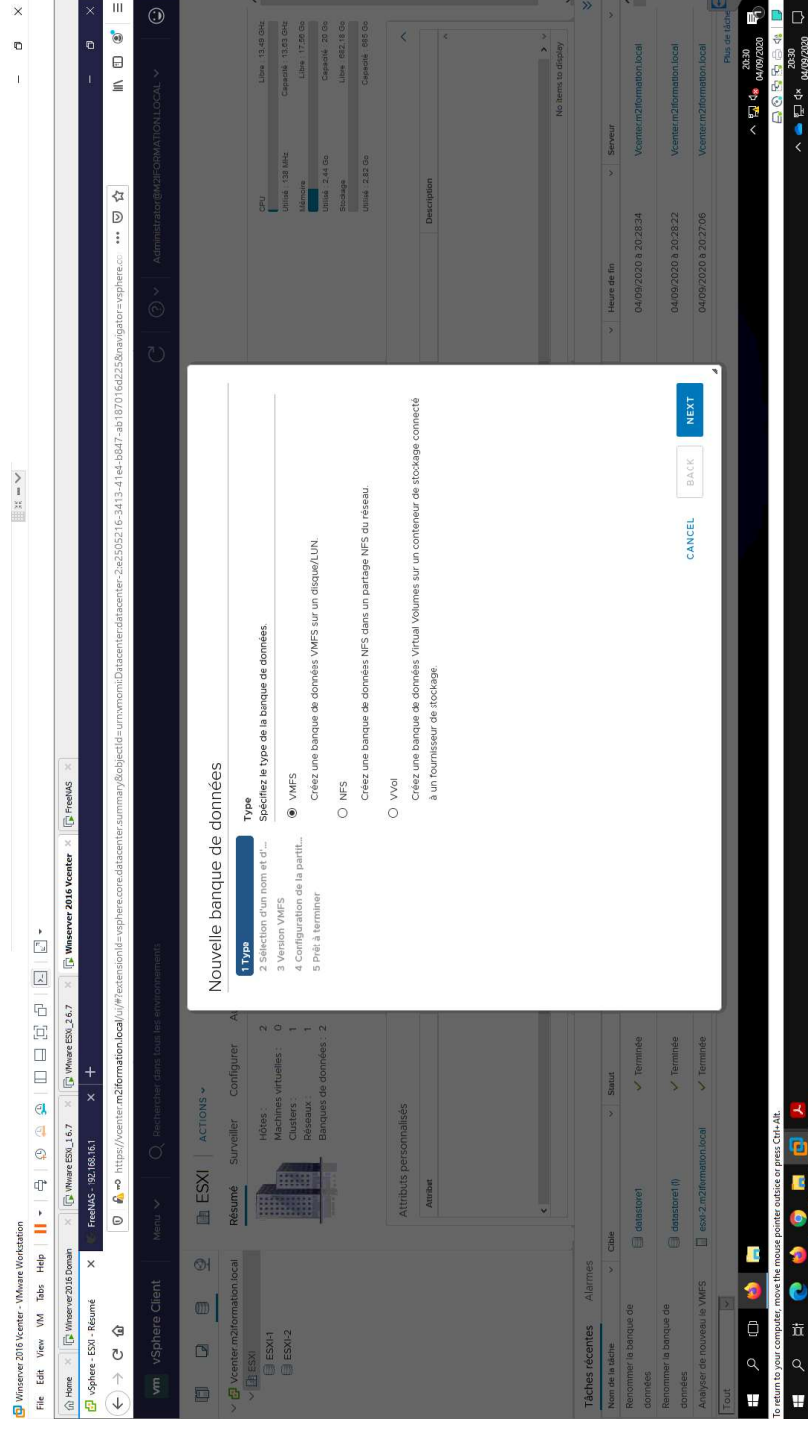 Winserver 2016 Vcenter - VMware Workstation
File Edit View VM Tabs Help
Home
Winserver2016 Domain
VMware ESXi_1 6.7
VMware ESXi_2 6.7
Winserver 2016 Vcenter
FreeNAS
vSphere - ESXI - Résumé
FreeNAS - 192.168.16.1
https://vcenter.m2iformation.local/ui/#?extensionId=vsphere.core.datacenter.summary&objectId=urn:vmomi:Datacenter:datacenter-2:e2505216-3413-41e4-b847-ab187016d225&navigator=vsphere.co
vm vSphere Client Menu Rechercher dans tous les environnements Administrator@M2IFORMATION.LOCAL
Vcenter.m2iformation.local
ESXI
ESXI-1
ESXI-2
ESXI ACTIONS
Résumé Surveiller Configurer
Hôtes : 2
Machines virtuelles : 0
Clusters : 1
Réseaux : 1
Banques de données : 2
CPU Libre : 13,49 GHz
Utilisé : 138 MHz Capacité : 13,63 GHz
Mémoire Libre : 17,56 Go
Utilisé : 2,44 Go Capacité : 20 Go
Stockage Libre : 682,18 Go
Utilisé : 2,82 Go Capacité : 685 Go
Attributs personnalisés
Attribut
Description
No items to display
Nouvelle banque de données
1 Type
2 Sélection d'un nom et d'...
3 Version VMFS
4 Configuration de la partit...
5 Prêt à terminer
Type
Spécifiez le type de la banque de données.
VMFS
Créez une banque de données VMFS sur un disque/LUN.
NFS
Créez une banque de données NFS dans un partage NFS du réseau.
VVol
Créez une banque de données Virtual Volumes sur un conteneur de stockage connecté
à un fournisseur de stockage.
CANCEL BACK NEXT
Tâches récentes Alarmes
Nom de la tâche Cible Statut Heure de fin Serveur
Renommer la banque de
données
datastore1 Terminée 04/09/2020 à 20:28:34 Vcenter.m2iformation.local
Renommer la banque de
données
datastore1 (1) Terminée 04/09/2020 à 20:28:22 Vcenter.m2iformation.local
Analyser de nouveau le VMFS esxi-2.m2iformation.local Terminée 04/09/2020 à 20:27:06 Vcenter.m2iformation.local
Tout
Plus de tâche
20:30
04/09/2020
To return to your computer, move the mouse pointer outside or press Ctrl+Alt.
20:30
04/09/2020